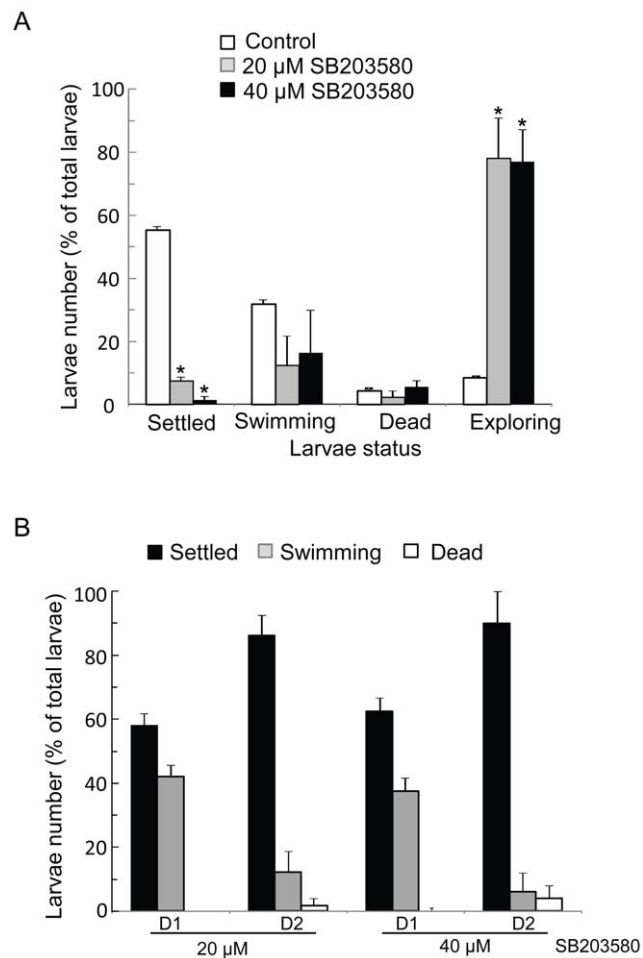 A
Control
20 µM SB203580
40 µM SB203580
100
80
60
40
20
0
Larvae number (% of total larvae)
* * * *
Settled Swimming Dead Exploring
Larvae status
B
Settled Swimming Dead
100
80
60
40
20
0
Larvae number (% of total larvae)
D1 D2 D1 D2
20 µM 40 µM SB203580